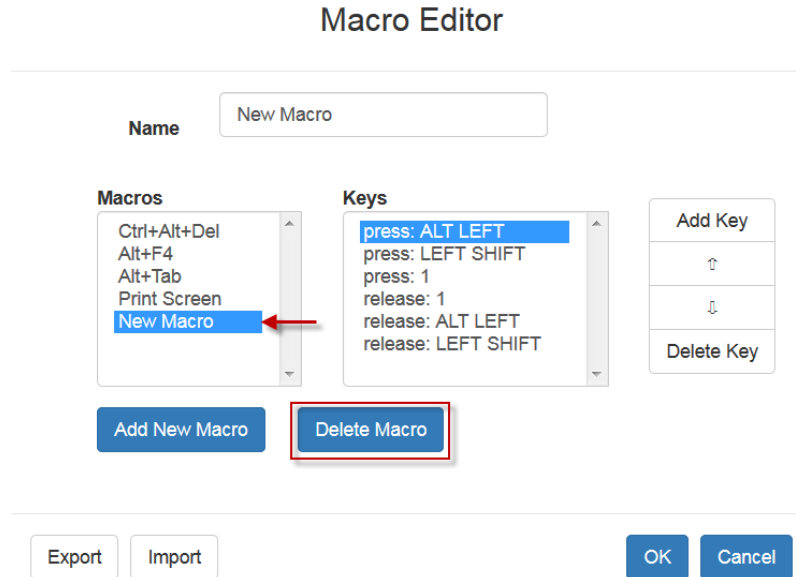 Macro Editor
Name
New Macro
Macros
Ctrl+Alt+Del
Alt+F4
Alt+Tab
Print Screen
New Macro
Keys
press: ALT LEFT
press: LEFT SHIFT
press: 1
release: 1
release: ALT LEFT
release: LEFT SHIFT
Add Key
⇧
⇩
Delete Key
Add New Macro
Delete Macro
Export
Import
OK
Cancel